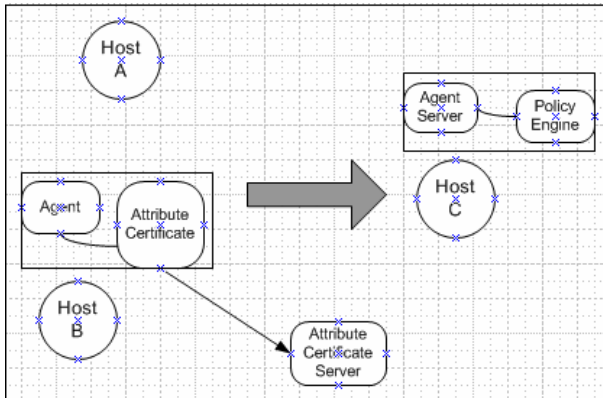 Host
A
Agent
Server
Policy
Engine
Agent
Attribute
Certificate
Host
C
Host
B
Attribute
Certificate
Server